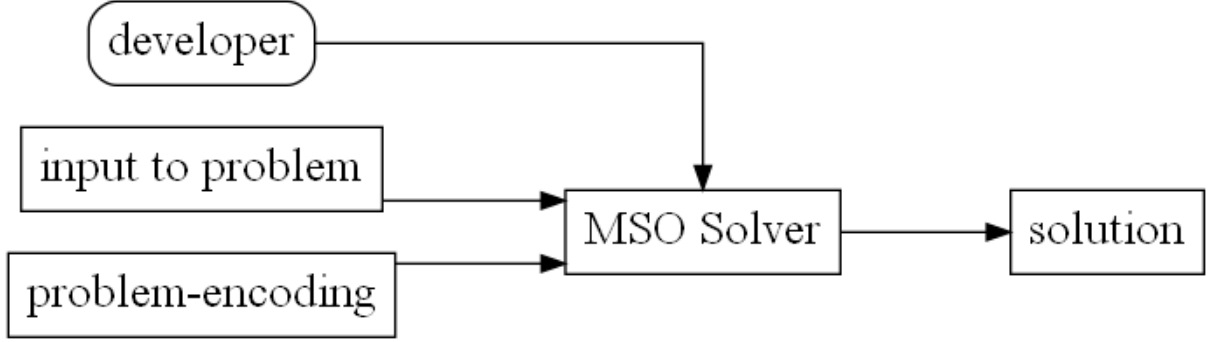 developer
input to problem
problem-encoding
MSO Solver
solution